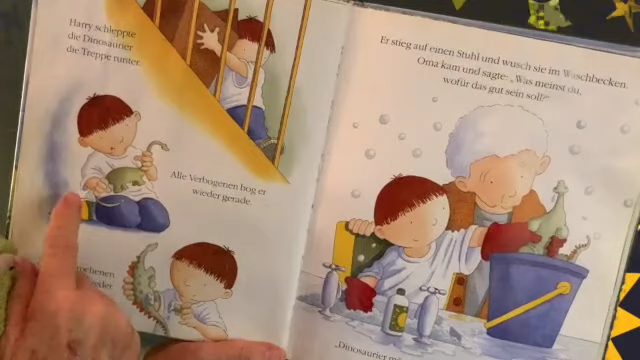 Harry schleppte
die Dinosaurier
die Treppe runter.
Alle Verbogenen bog er
wieder gerade.
Er stieg auf einen Stuhl und wusch sie im Waschbecken.
Oma kam und sagte: „Was meinst du,
wofür das gut sein soll?“
„Dinosaurier